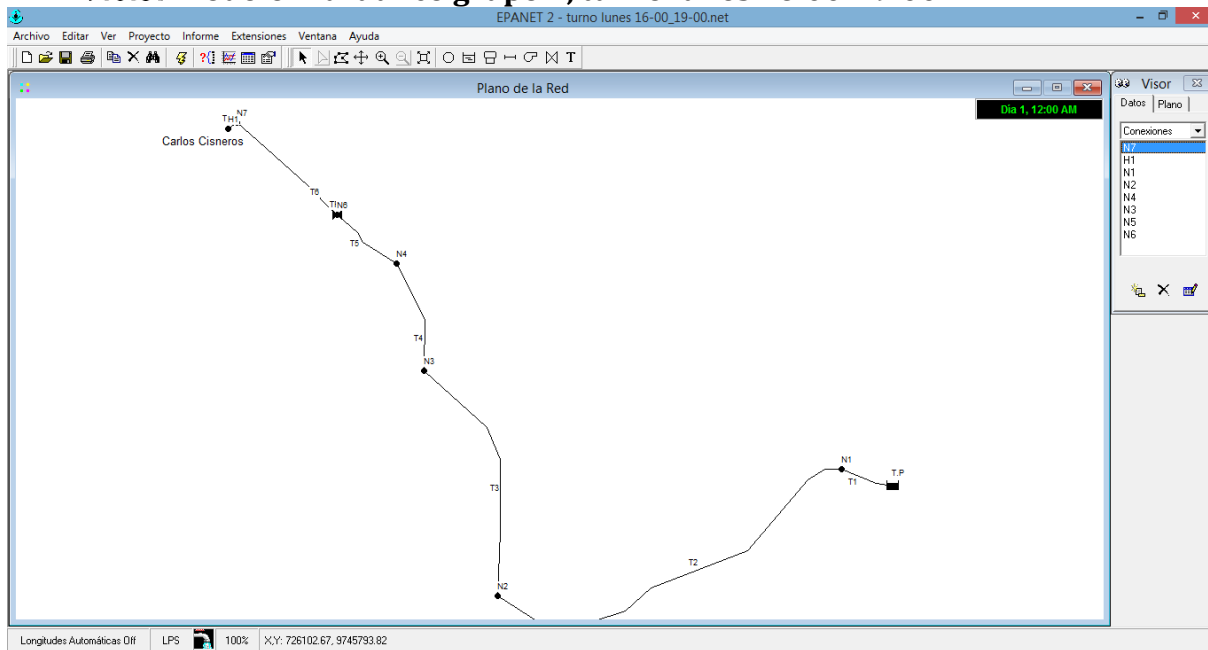 EPANET 2 - turno lunes 16-00_19-00.net
Archivo Editar Ver Proyecto Informe Extensiones Ventana Ayuda
T
Plano de la Red
Visor
Día 1, 12:00 AM
Datos Plano
Conexiones
N7
H1
N1
N2
N4
N3
N5
N6
N7
T H1
Carlos Cisneros
T6
N6
T5
N4
T4
N3
N1
T.P
T1
T3
T2
N2
Longitudes Automáticas Off LPS 100% X,Y: 726102.67, 9745793.82